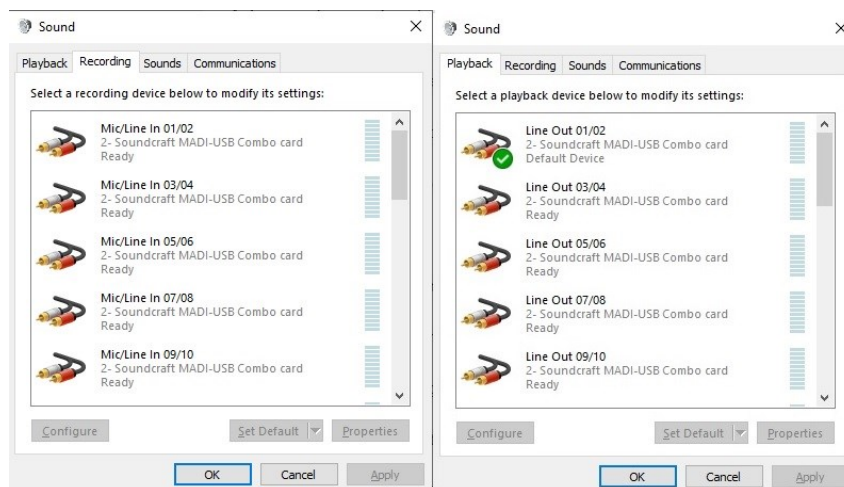 Sound
Playback Recording Sounds Communications
Select a recording device below to modify its settings:
Mic/Line In 01/02
2- Soundcraft MADI-USB Combo card
Ready
Mic/Line In 03/04
2- Soundcraft MADI-USB Combo card
Ready
Mic/Line In 05/06
2- Soundcraft MADI-USB Combo card
Ready
Mic/Line In 07/08
2- Soundcraft MADI-USB Combo card
Ready
Mic/Line In 09/10
2- Soundcraft MADI-USB Combo card
Ready
Configure Set Default Properties
OK Cancel Apply
Sound
Playback Recording Sounds Communications
Select a playback device below to modify its settings:
Line Out 01/02
2- Soundcraft MADI-USB Combo card
Default Device
Line Out 03/04
2- Soundcraft MADI-USB Combo card
Ready
Line Out 05/06
2- Soundcraft MADI-USB Combo card
Ready
Line Out 07/08
2- Soundcraft MADI-USB Combo card
Ready
Line Out 09/10
2- Soundcraft MADI-USB Combo card
Ready
Configure Set Default Properties
OK Cancel Apply